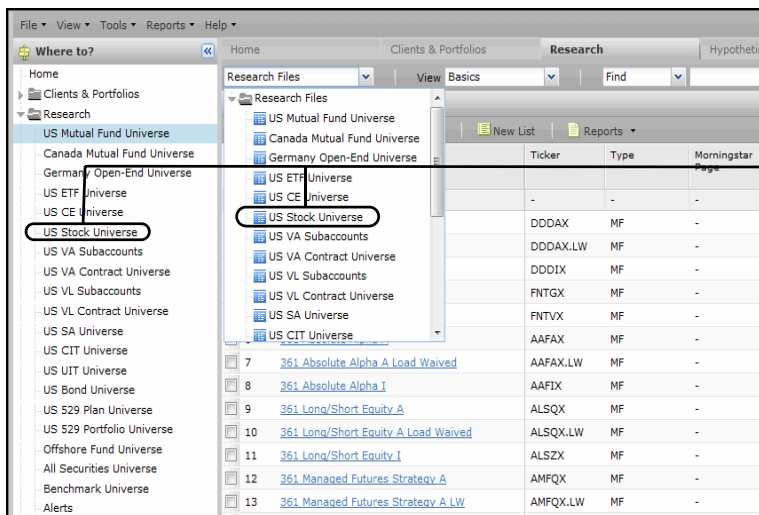 File View Tools Reports Help
Where to?
Home Clients & Portfolios Research
Research Files View Basics Find
Home
Clients & Portfolios
Research
US Mutual Fund Universe
Canada Mutual Fund Universe
Germany Open-End Universe
US ETF Universe
US CE Universe
US Stock Universe
US VA Subaccounts
US VA Contract Universe
US VL Subaccounts
US VL Contract Universe
US SA Universe
US CIT Universe
US UIT Universe
US Bond Universe
US 529 Plan Universe
US 529 Portfolio Universe
Offshore Fund Universe
All Securities Universe
Benchmark Universe
Alerts
Research Files
US Mutual Fund Universe
Canada Mutual Fund Universe
Germany Open-End Universe
US ETF Universe
US CE Universe
US Stock Universe
US VA Subaccounts
US VA Contract Universe
US VL Subaccounts
US VL Contract Universe
US SA Universe
US CIT Universe
New List Reports
Ticker Type Morningstar
Page
- - -
DDDAX MF -
DDDAX.LW MF -
DDDIX MF -
FNTGX MF -
FNTVX MF -
AAFAX MF -
7 361 Absolute Alpha A Load Waived AAFAX.LW MF -
8 361 Absolute Alpha I AAFIX MF -
9 361 Long/Short Equity A ALSQX MF -
10 361 Long/Short Equity A Load Waived ALSQX.LW MF -
11 361 Long/Short Equity I ALSZX MF -
12 361 Managed Futures Strategy A AMFQX MF -
13 361 Managed Futures Strategy A LW AMFQX.LW MF -